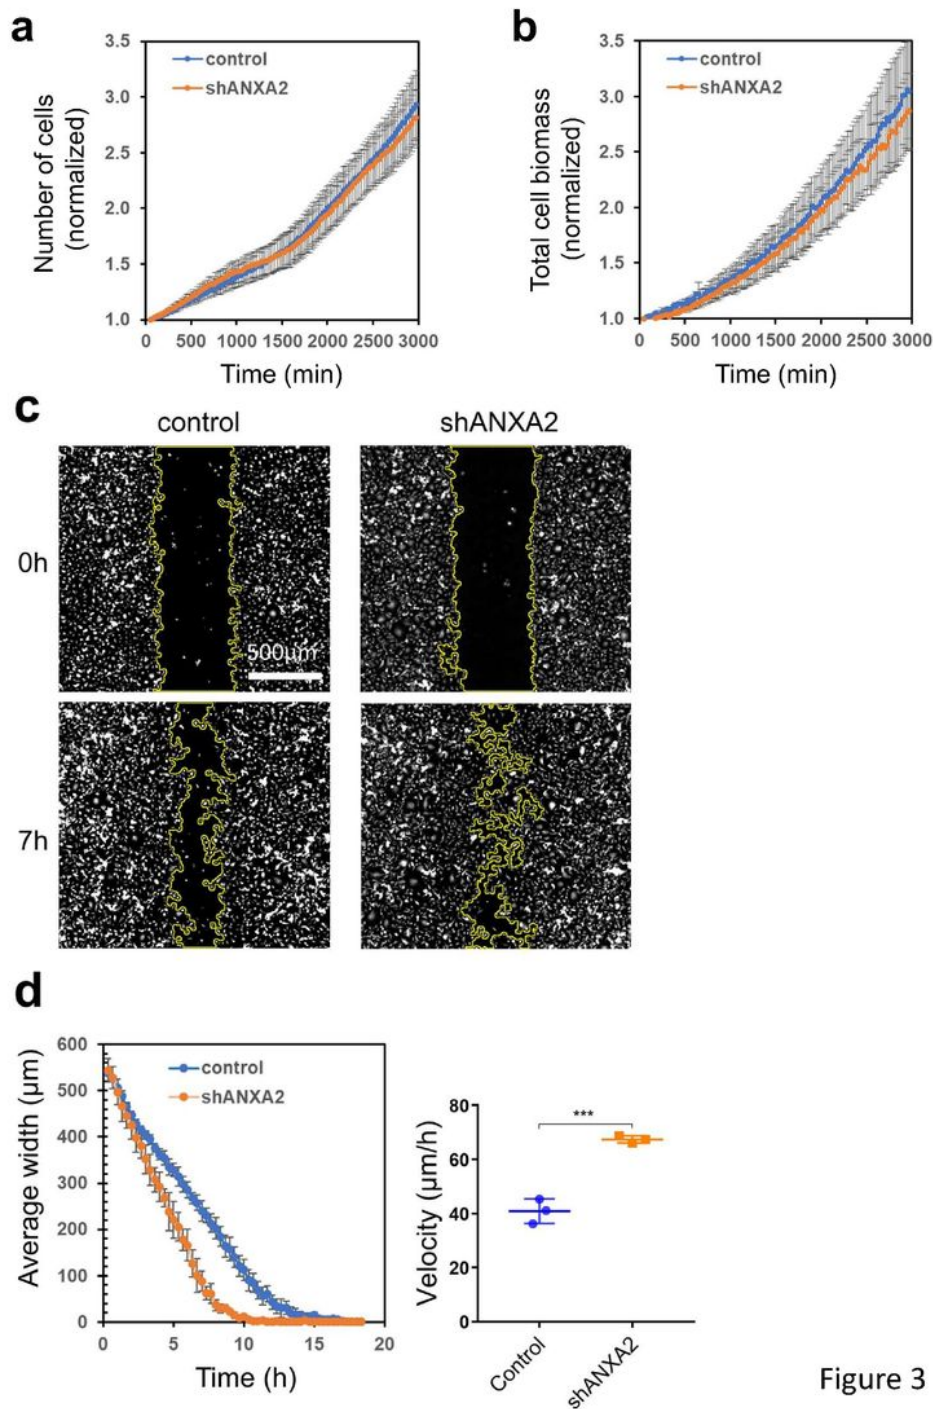 a
3.5
3.0
2.5
2.0
1.5
1.0
Number of cells
(normalized)
control
shANXA2
0 500 1000 1500 2000 2500 3000
Time (min)
b
3.5
3.0
2.5
2.0
1.5
1.0
Total cell biomass
(normalized)
control
shANXA2
0 500 1000 1500 2000 2500 3000
Time (min)
c
control shANXA2
0h
500µm
7h
d
600
500
400
300
200
100
0
Average width (µm)
control
shANXA2
0 5 10 15 20
Time (h)
80
60
40
20
0
Velocity (µm/h)
***
Control
shANXA2
Figure 3